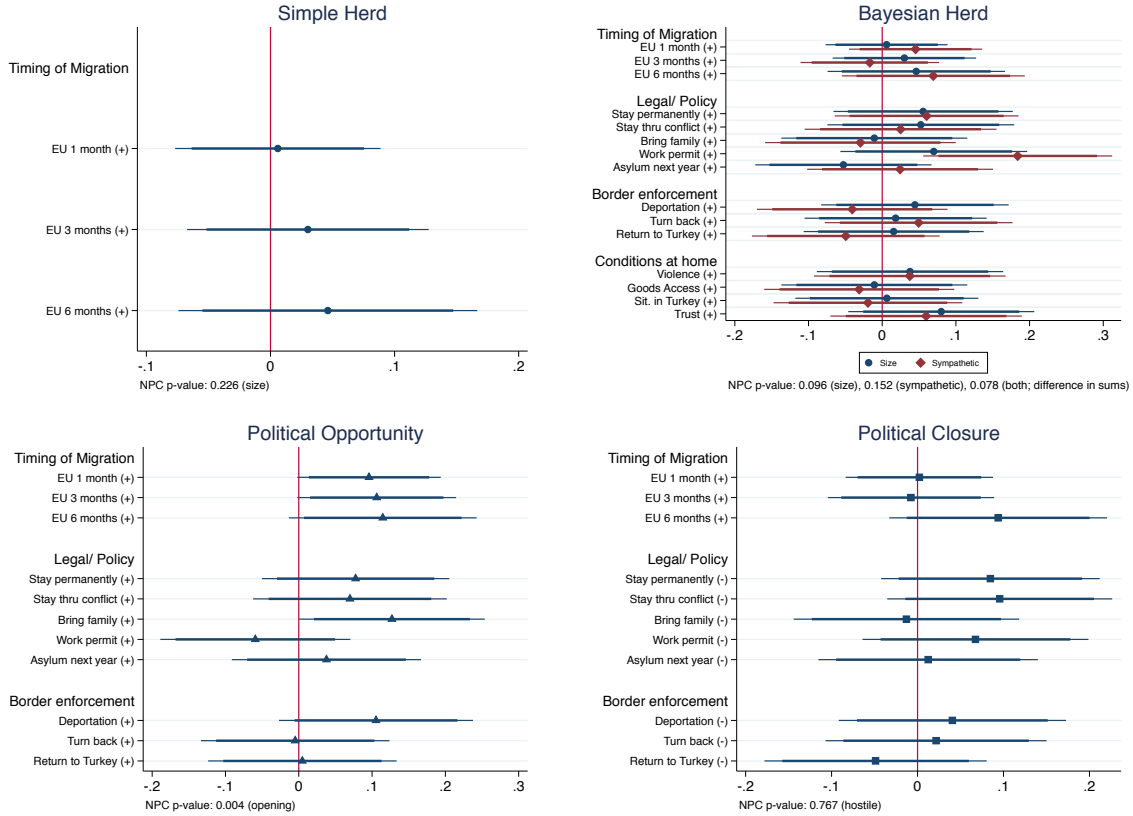 Simple Herd
Timing of Migration
EU 1 month (+)
EU 3 months (+)
EU 6 months (+)
-.1 0 .1 .2
NPC p-value: 0.226 (size)
Bayesian Herd
Timing of Migration
EU 1 month (+)
EU 3 months (+)
EU 6 months (+)
Legal/ Policy
Stay permanently (+)
Stay thru conflict (+)
Bring family (+)
Work permit (+)
Asylum next year (+)
Border enforcement
Deportation (+)
Turn back (+)
Return to Turkey (+)
Conditions at home
Violence (+)
Goods Access (+)
Sit. in Turkey (+)
Trust (+)
-.2 -.1 0 .1 .2 .3
Size Sympathetic
NPC p-value: 0.096 (size), 0.152 (sympathetic), 0.078 (both; difference in sums)
Political Opportunity
Timing of Migration
EU 1 month (+)
EU 3 months (+)
EU 6 months (+)
Legal/ Policy
Stay permanently (+)
Stay thru conflict (+)
Bring family (+)
Work permit (+)
Asylum next year (+)
Border enforcement
Deportation (+)
Turn back (+)
Return to Turkey (+)
-.2 -.1 0 .1 .2 .3
NPC p-value: 0.004 (opening)
Political Closure
Timing of Migration
EU 1 month (+)
EU 3 months (+)
EU 6 months (+)
Legal/ Policy
Stay permanently (-)
Stay thru conflict (-)
Bring family (-)
Work permit (-)
Asylum next year (-)
Border enforcement
Deportation (-)
Turn back (-)
Return to Turkey (-)
-.2 -.1 0 .1 .2
NPC p-value: 0.767 (hostile)